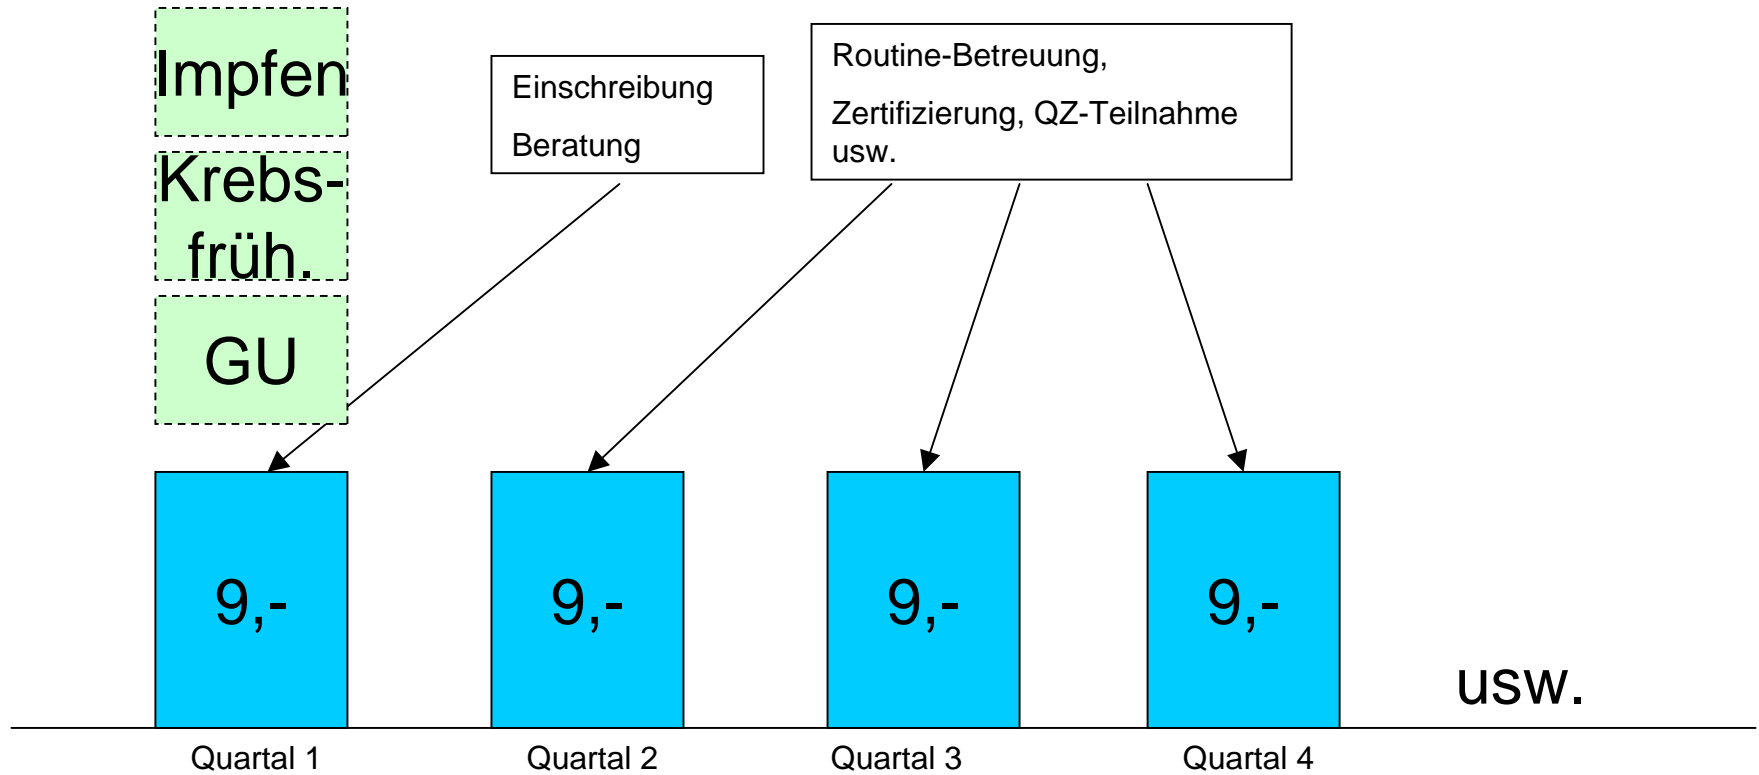 Impfen
Krebs-
früh.
GU
Einschreibung
Beratung
Routine-Betreuung,
Zertifizierung, QZ-Teilnahme
usw.
9,-
9,-
9,-
9,-
usw.
Quartal 1
Quartal 2
Quartal 3
Quartal 4